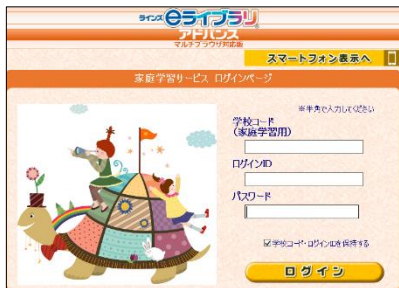 ラインズ eライブラリ
アドバンス
マルチブラウザ対応版
スマートフォン表示へ
家庭学習サービス ログインページ
※半角で入力してください
学校コード
(家庭学習用)
ログインID
パスワード
学校コード・ログインIDを保持する
ログイン